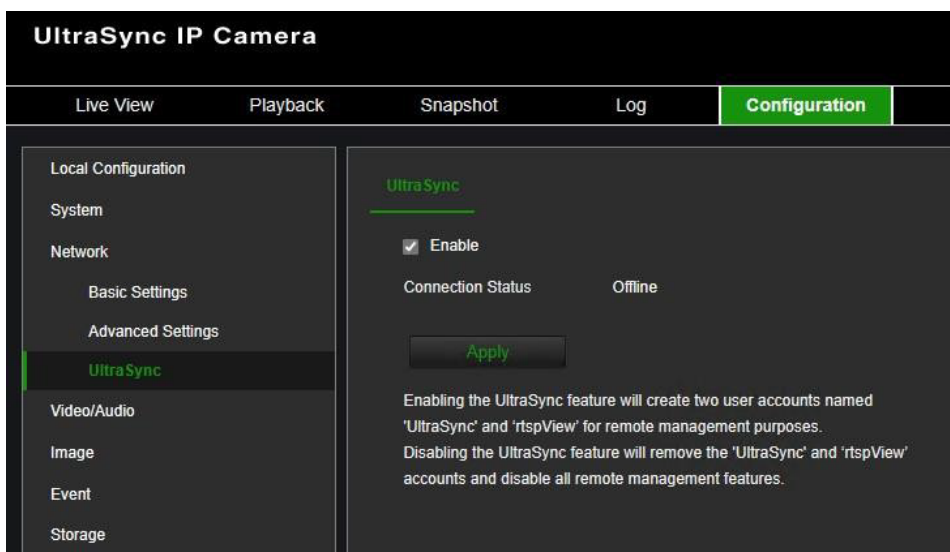 UltraSync IP Camera
Live View Playback Snapshot Log Configuration
Local Configuration
System
Network
Basic Settings
Advanced Settings
UltraSync
Video/Audio
Image
Event
Storage
UltraSync
Enable
Connection Status Offline
Apply
Enabling the UltraSync feature will create two user accounts named
'UltraSync' and ‘rtspView’ for remote management purposes.
Disabling the UltraSync feature will remove the 'UltraSync' and ‘rtspView’
accounts and disable all remote management features.